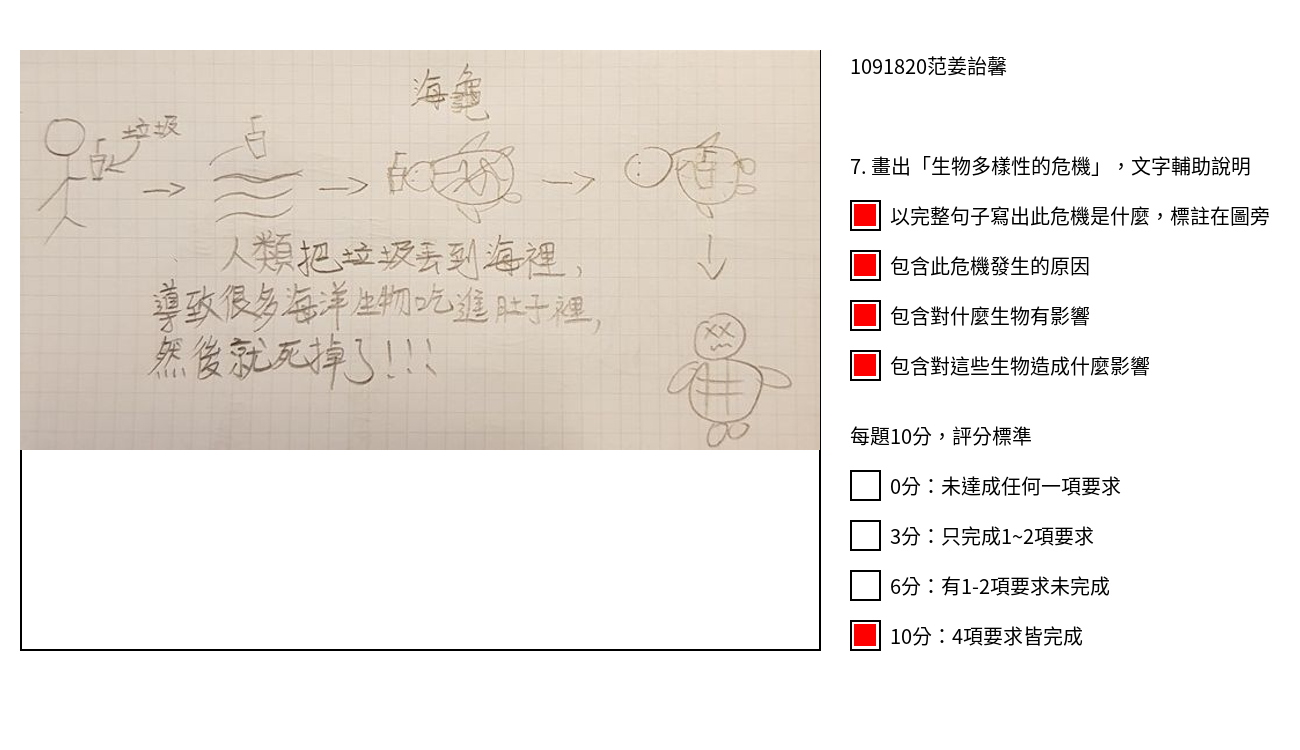 海龜
垃圾
人類把垃圾丟到海裡,
導致很多海洋生物吃進肚子裡,
然後就死掉了!!!
1091820范姜詒馨
7. 畫出「生物多樣性的危機」，文字輔助說明
以完整句子寫出此危機是什麼，標註在圖旁
包含此危機發生的原因
包含對什麼生物有影響
包含對這些生物造成什麼影響
每題10分，評分標準
0分：未達成任何一項要求
3分：只完成1~2項要求
6分：有1-2項要求未完成
10分：4項要求皆完成